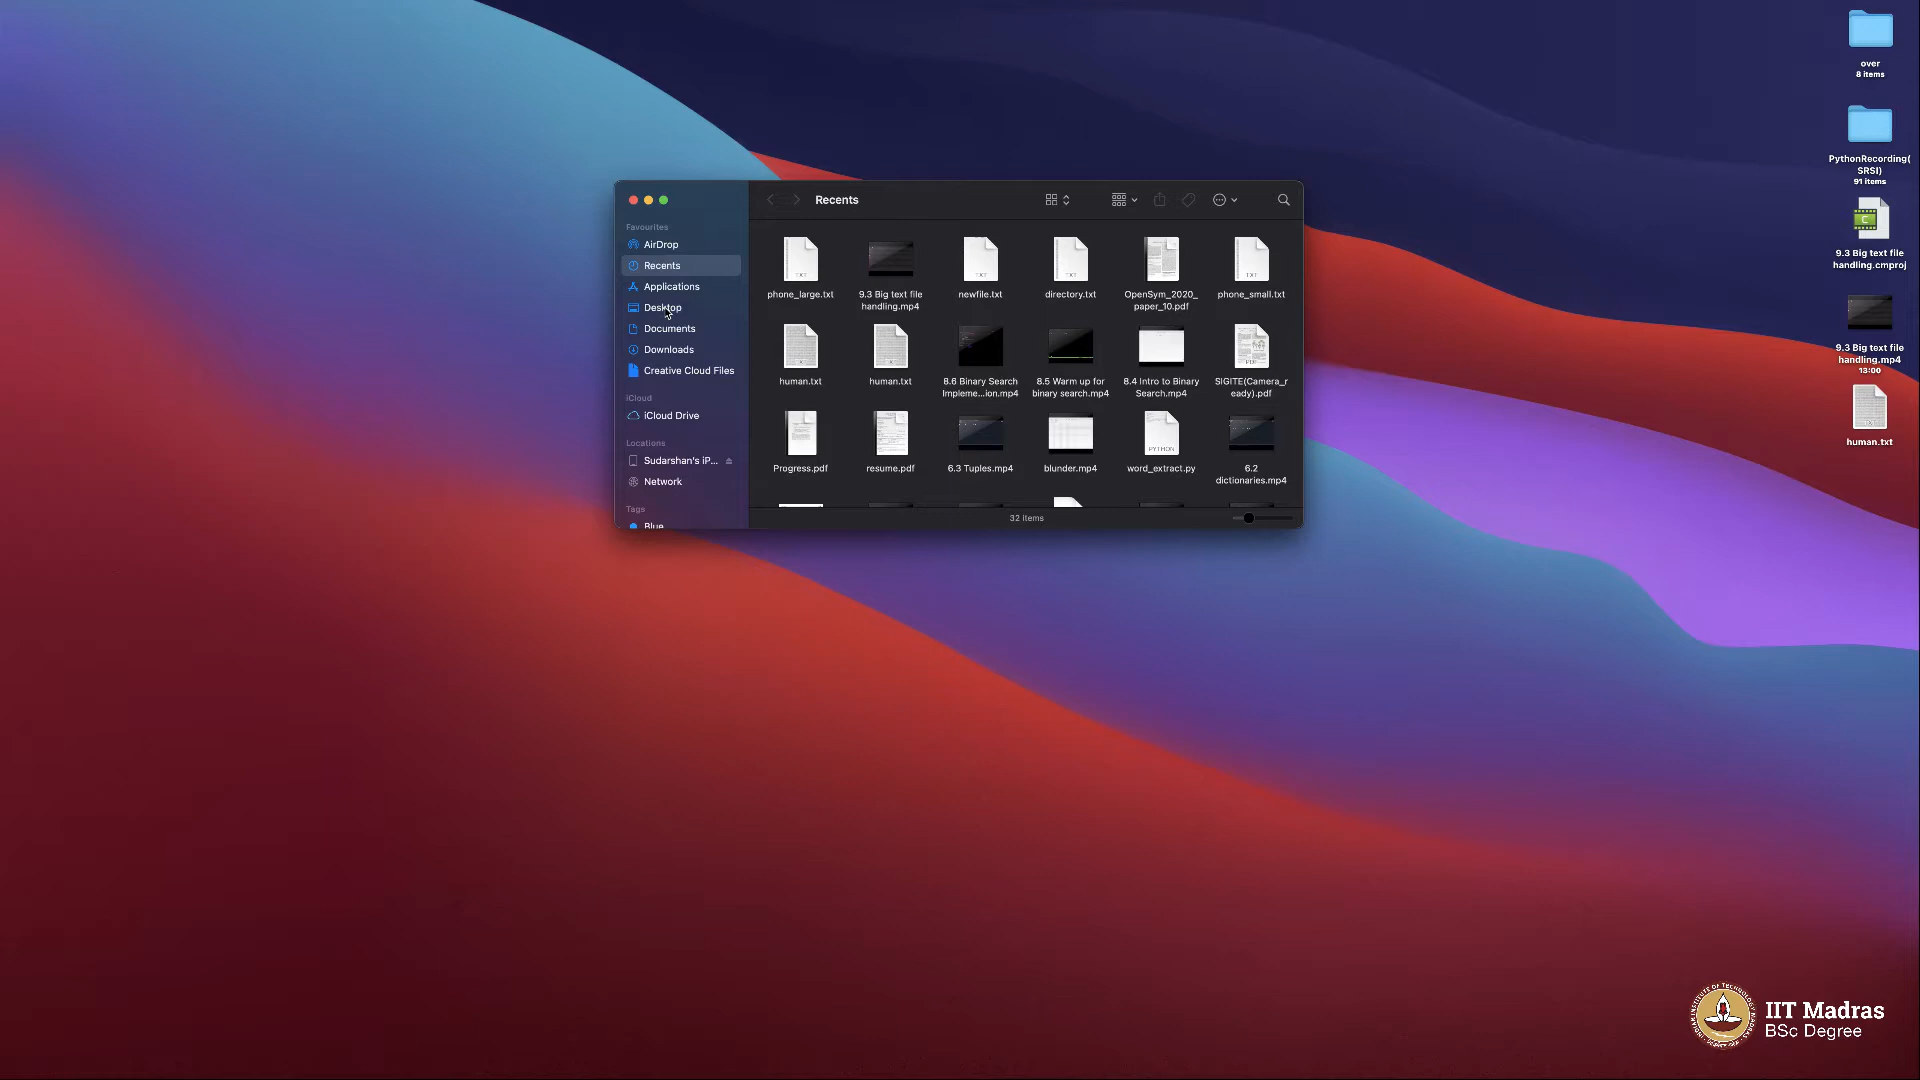 over
8 items
PythonRecording(
SRSI)
91 items
9.3 Big text file
handling.cmproj
9.3 Big text file
handling.mp4
13:00
human.txt
Recents
Favourites
AirDrop
Recents
Applications
Desktop
Documents
Downloads
Creative Cloud Files
iCloud
iCloud Drive
Locations
Sudarshan's iP...
Network
Tags
Blue
phone_large.txt
9.3 Big text file
handling.mp4
newfile.txt
directory.txt
OpenSym_2020_
paper_10.pdf
phone_small.txt
human.txt
human.txt
8.6 Binary Search
Impleme...ion.mp4
8.5 Warm up for
binary search.mp4
8.4 Intro to Binary
Search.mp4
SIGITE(Camera_r
eady).pdf
Progress.pdf
resume.pdf
6.3 Tuples.mp4
blunder.mp4
word_extract.py
6.2
dictionaries.mp4
TXT
TXT
TXT
TXT
PDF
PYTHON
32 items
IIT Madras
BSc Degree